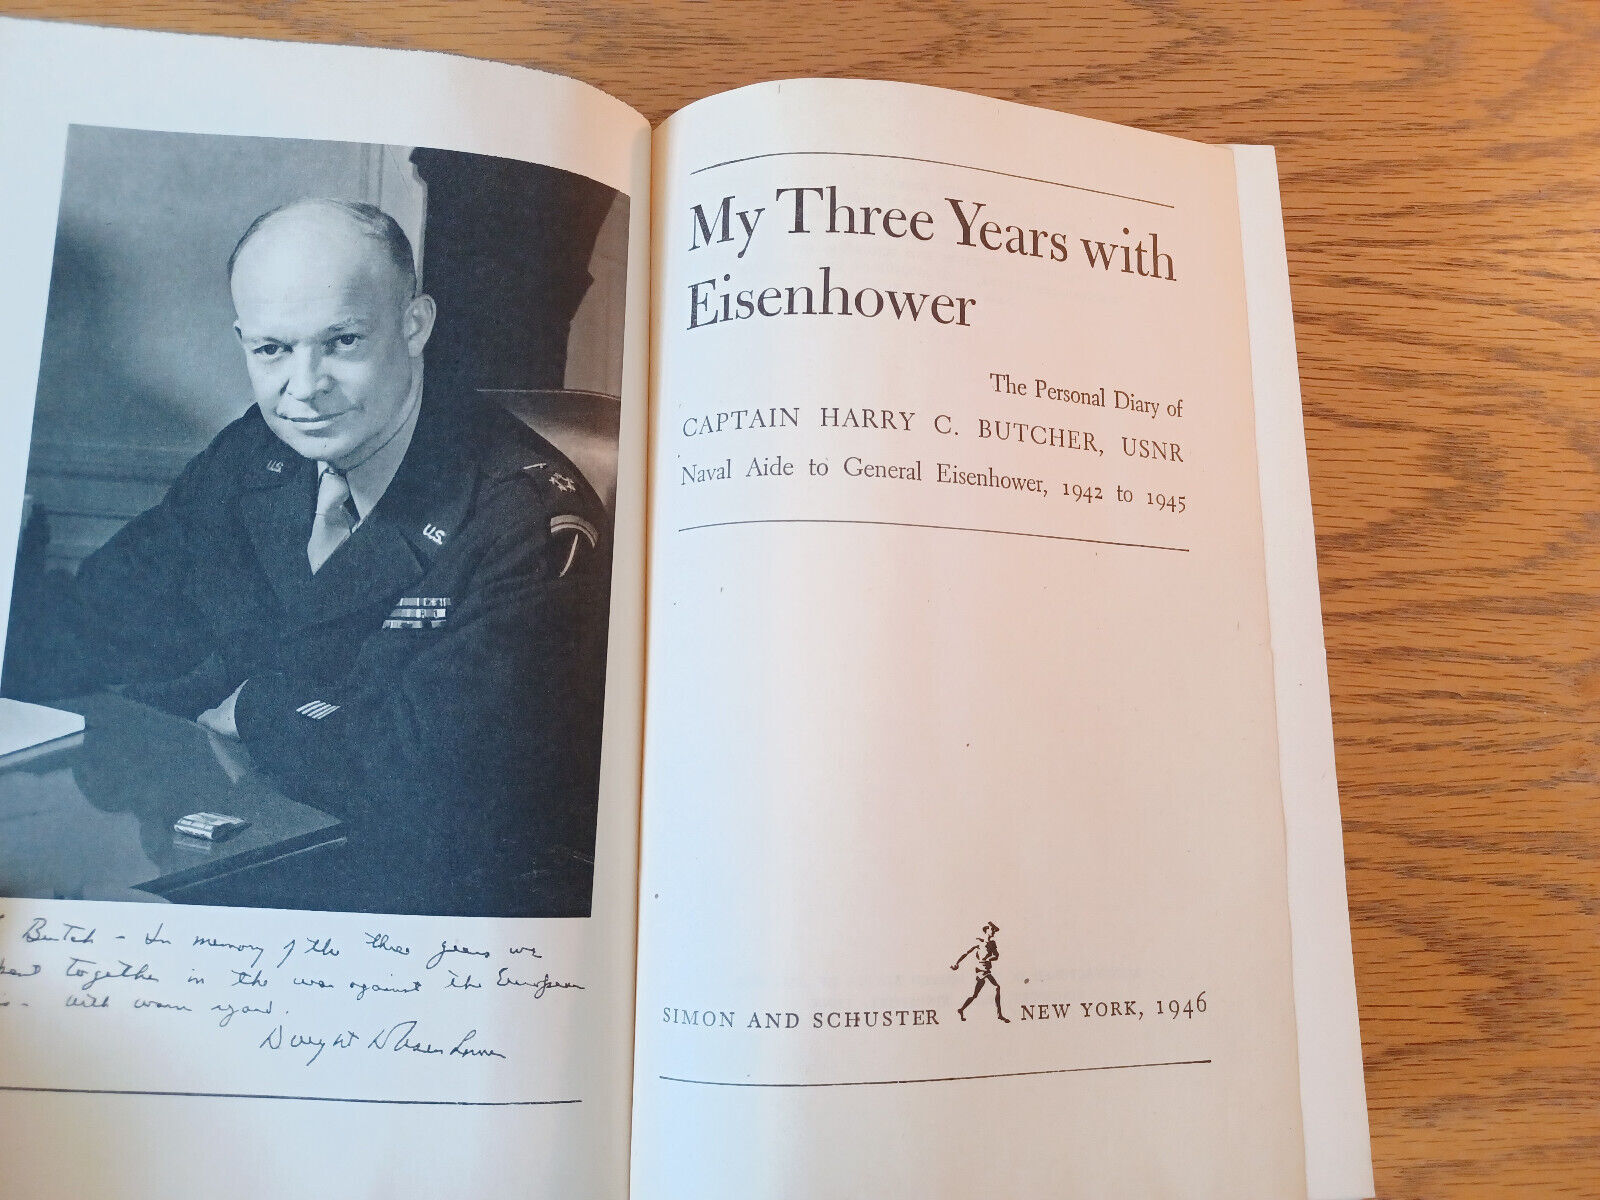 Butch – In memory of the three years we
together in the war against the European
– With warm regard.
Dwight D Eisenhower
U.S.
U.S.
My Three Years with
Eisenhower
The Personal Diary of
CAPTAIN HARRY C. BUTCHER, USNR
Naval Aide to General Eisenhower, 1942 to 1945
SIMON AND SCHUSTER NEW YORK, 1946